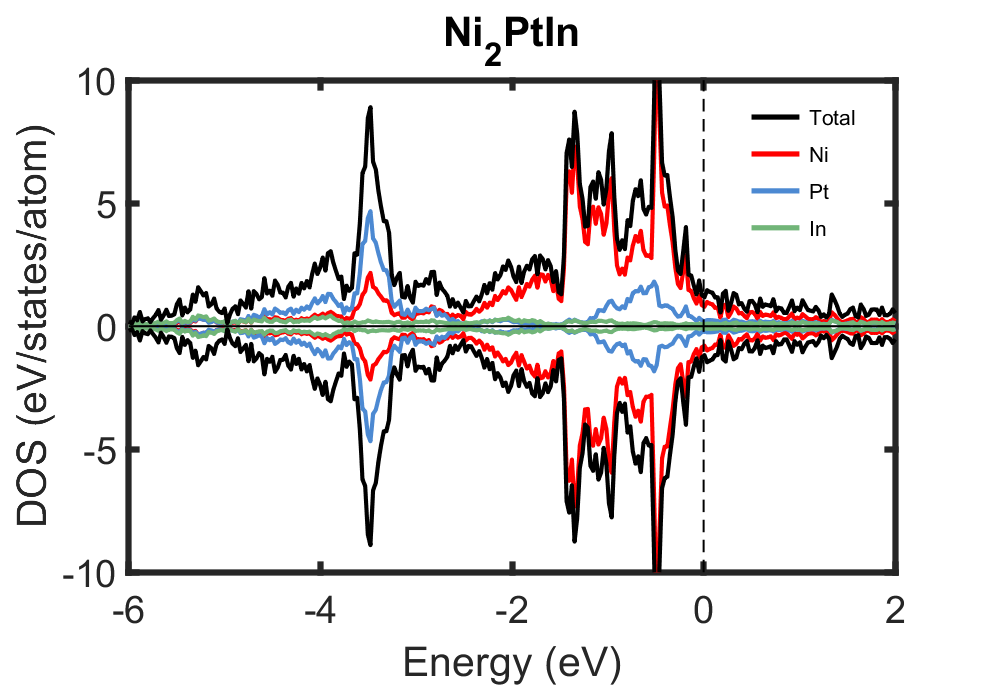 Ni2PtIn
10
5
0
-5
-10
DOS (eV/states/atom)
Total
Ni
Pt
In
-6
-4
-2
0
2
Energy (eV)